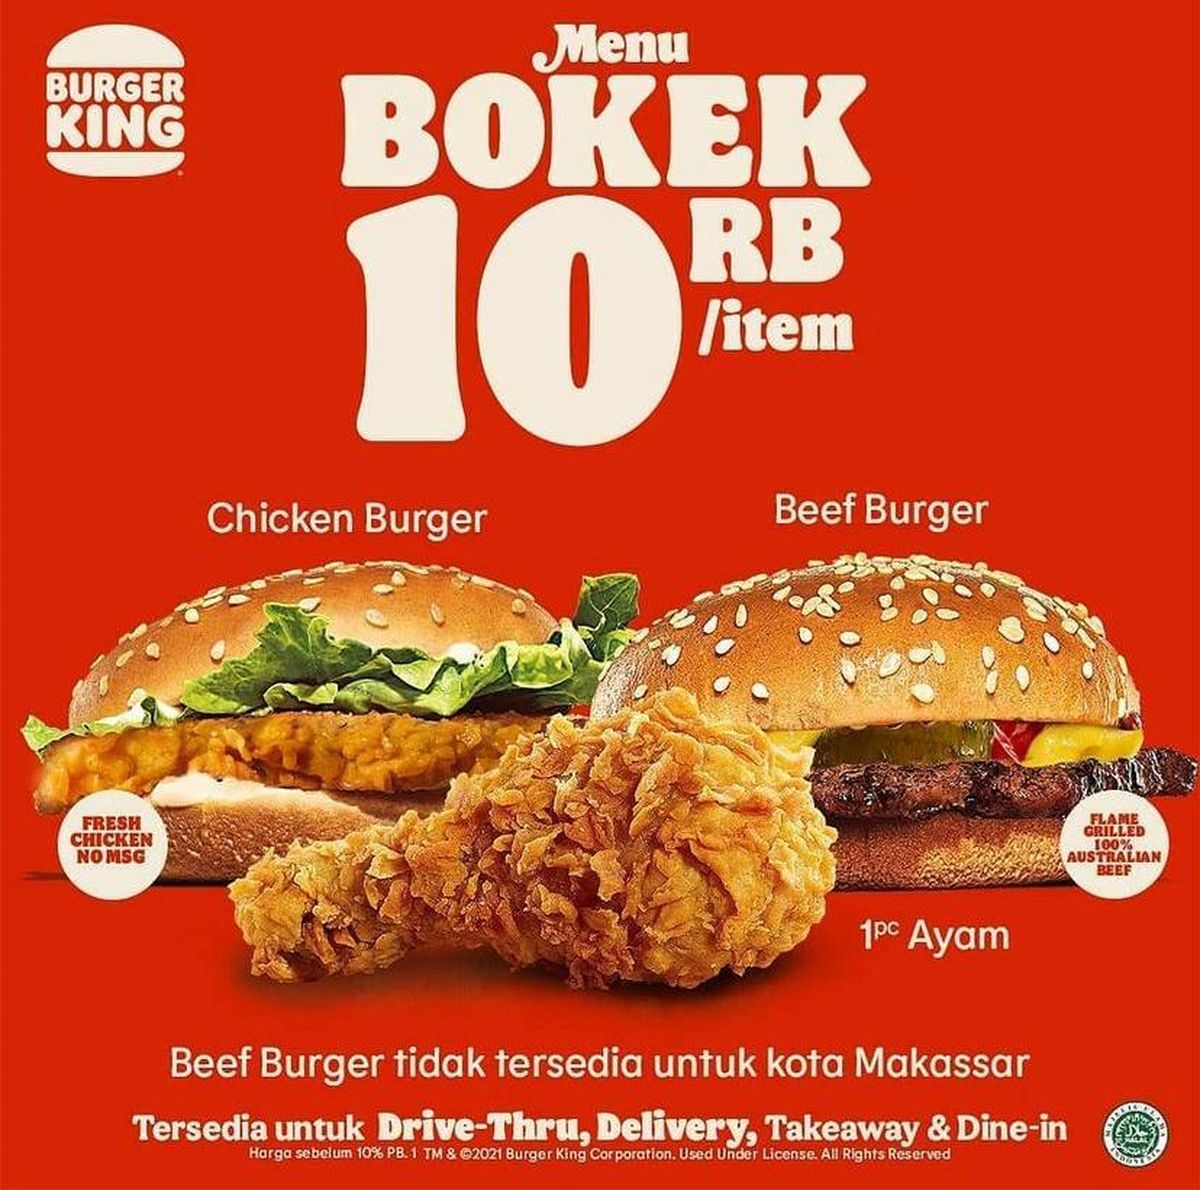 BURGER
KING
Menu
BOKEK
10 RB
/item
Chicken Burger
Beef Burger
FRESH
CHICKEN
NO MSG
FLAME
GRILLED
100%
AUSTRALIAN
BEEF
1pc Ayam
Beef Burger tidak tersedia untuk kota Makassar
Tersedia untuk Drive-Thru, Delivery, Takeaway & Dine-in
Harga sebelum 10% PB. 1 TM & ©2021 Burger King Corporation. Used Under License. All Rights Reserved
HALAL